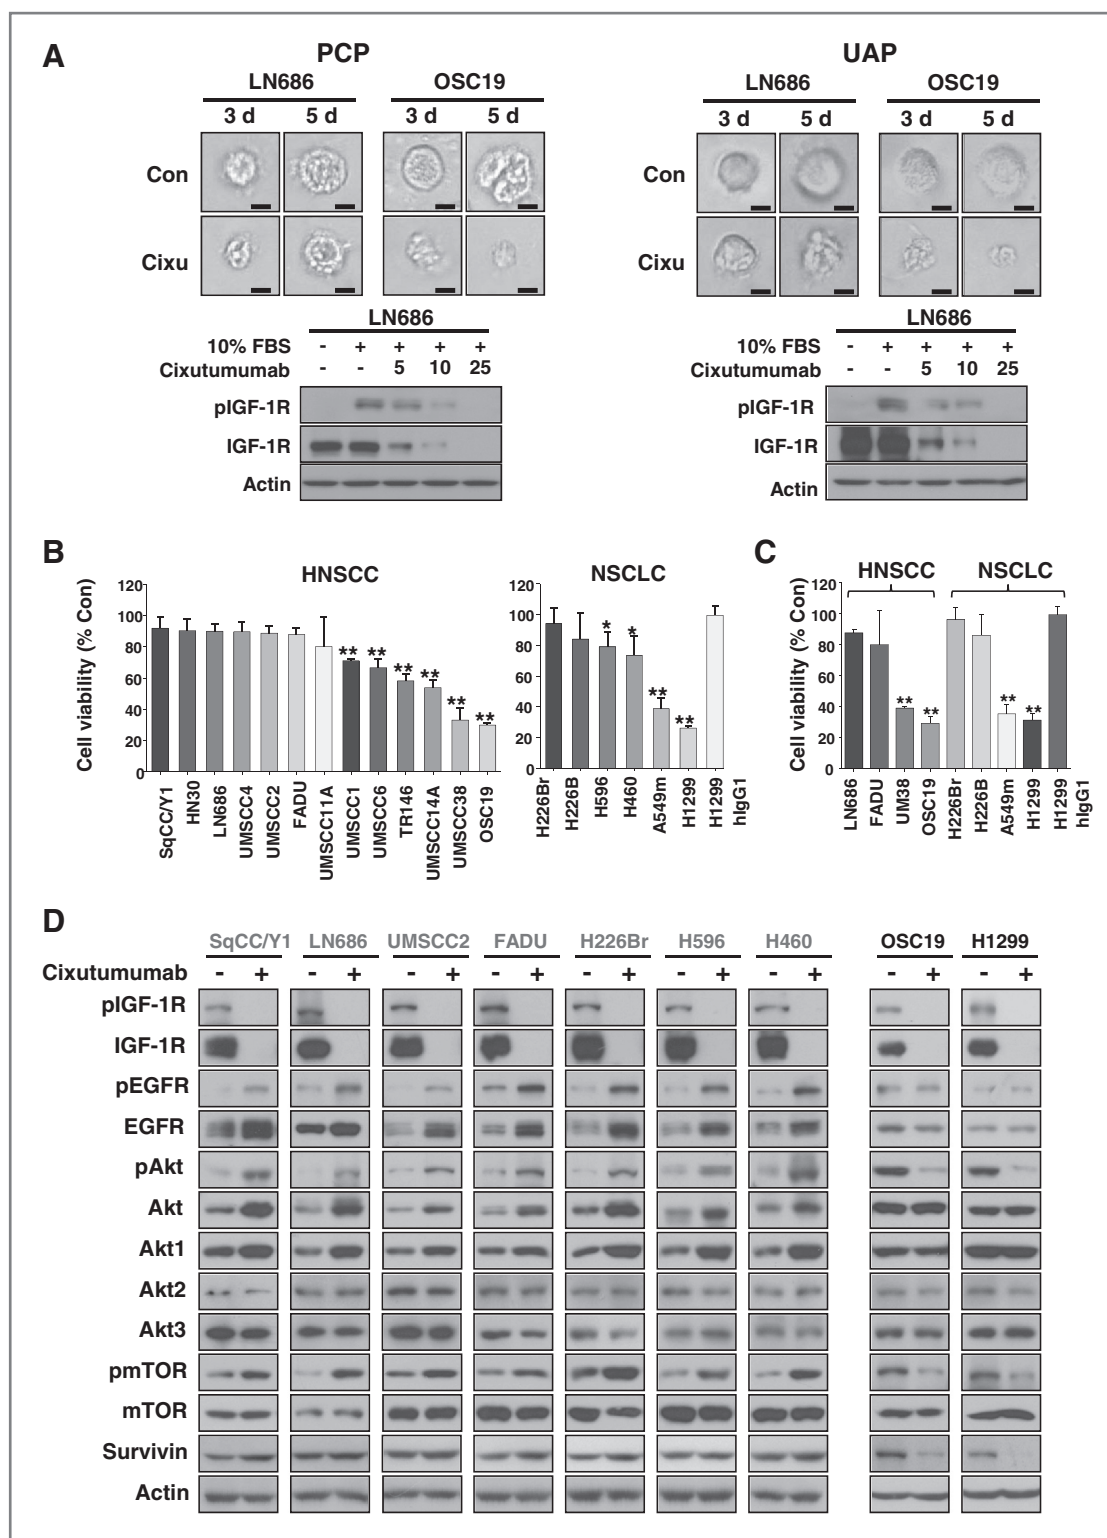 A
PCP
UAP
LN686 OSC19
LN686 OSC19
3 d 5 d 3 d 5 d
3 d 5 d 3 d 5 d
Con
Con
Cixu
Cixu
LN686
LN686
10% FBS - + + + +
10% FBS - + + + +
Cixutumumab - - 5 10 25
Cixutumumab - - 5 10 25
pIGF-1R
pIGF-1R
IGF-1R
IGF-1R
Actin
Actin
B
HNSCC
Cell viability (% Con)
120
100
80
60
40
20
0
** ** ** ** ** **
SqCC/Y1
HN30
LN686
UMSCC4
UMSCC2
FADU
UMSCC11A
UMSCC1
UMSCC6
TR146
UMSCC14A
UMSCC38
OSC19
NSCLC
120
100
80
60
40
20
0
* * ** **
H226Br
H226B
H596
H460
A549m
H1299
H1299
hIgG1
C
HNSCC NSCLC
Cell viability (% Con)
120
100
80
60
40
20
0
** ** ** **
LN686
FADU
UM38
OSC19
H226Br
H226B
A549m
H1299
H1299
hIgG1
D
SqCC/Y1 LN686 UMSCC2 FADU H226Br H596 H460 OSC19 H1299
Cixutumumab - + - + - + - + - + - + - + - + - +
pIGF-1R
IGF-1R
pEGFR
EGFR
pAkt
Akt
Akt1
Akt2
Akt3
pmTOR
mTOR
Survivin
Actin